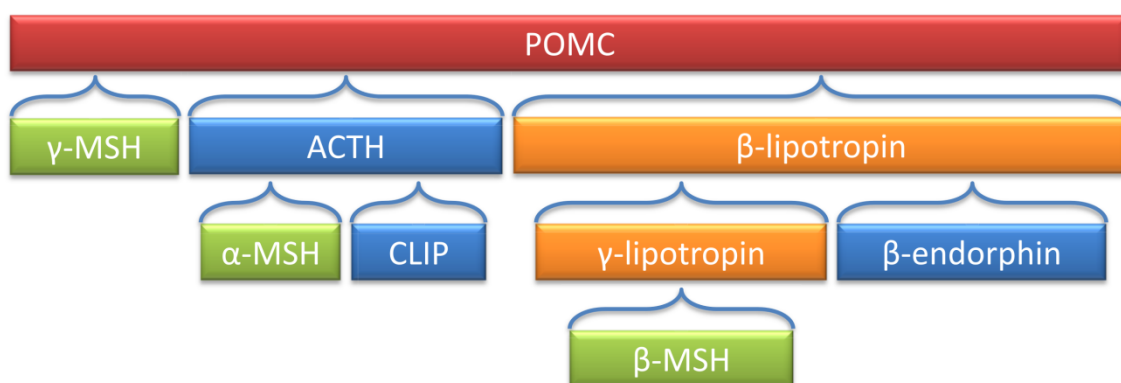 POMC
γ-MSH
ACTH
β-lipotropin
α-MSH
CLIP
γ-lipotropin
β-endorphin
β-MSH